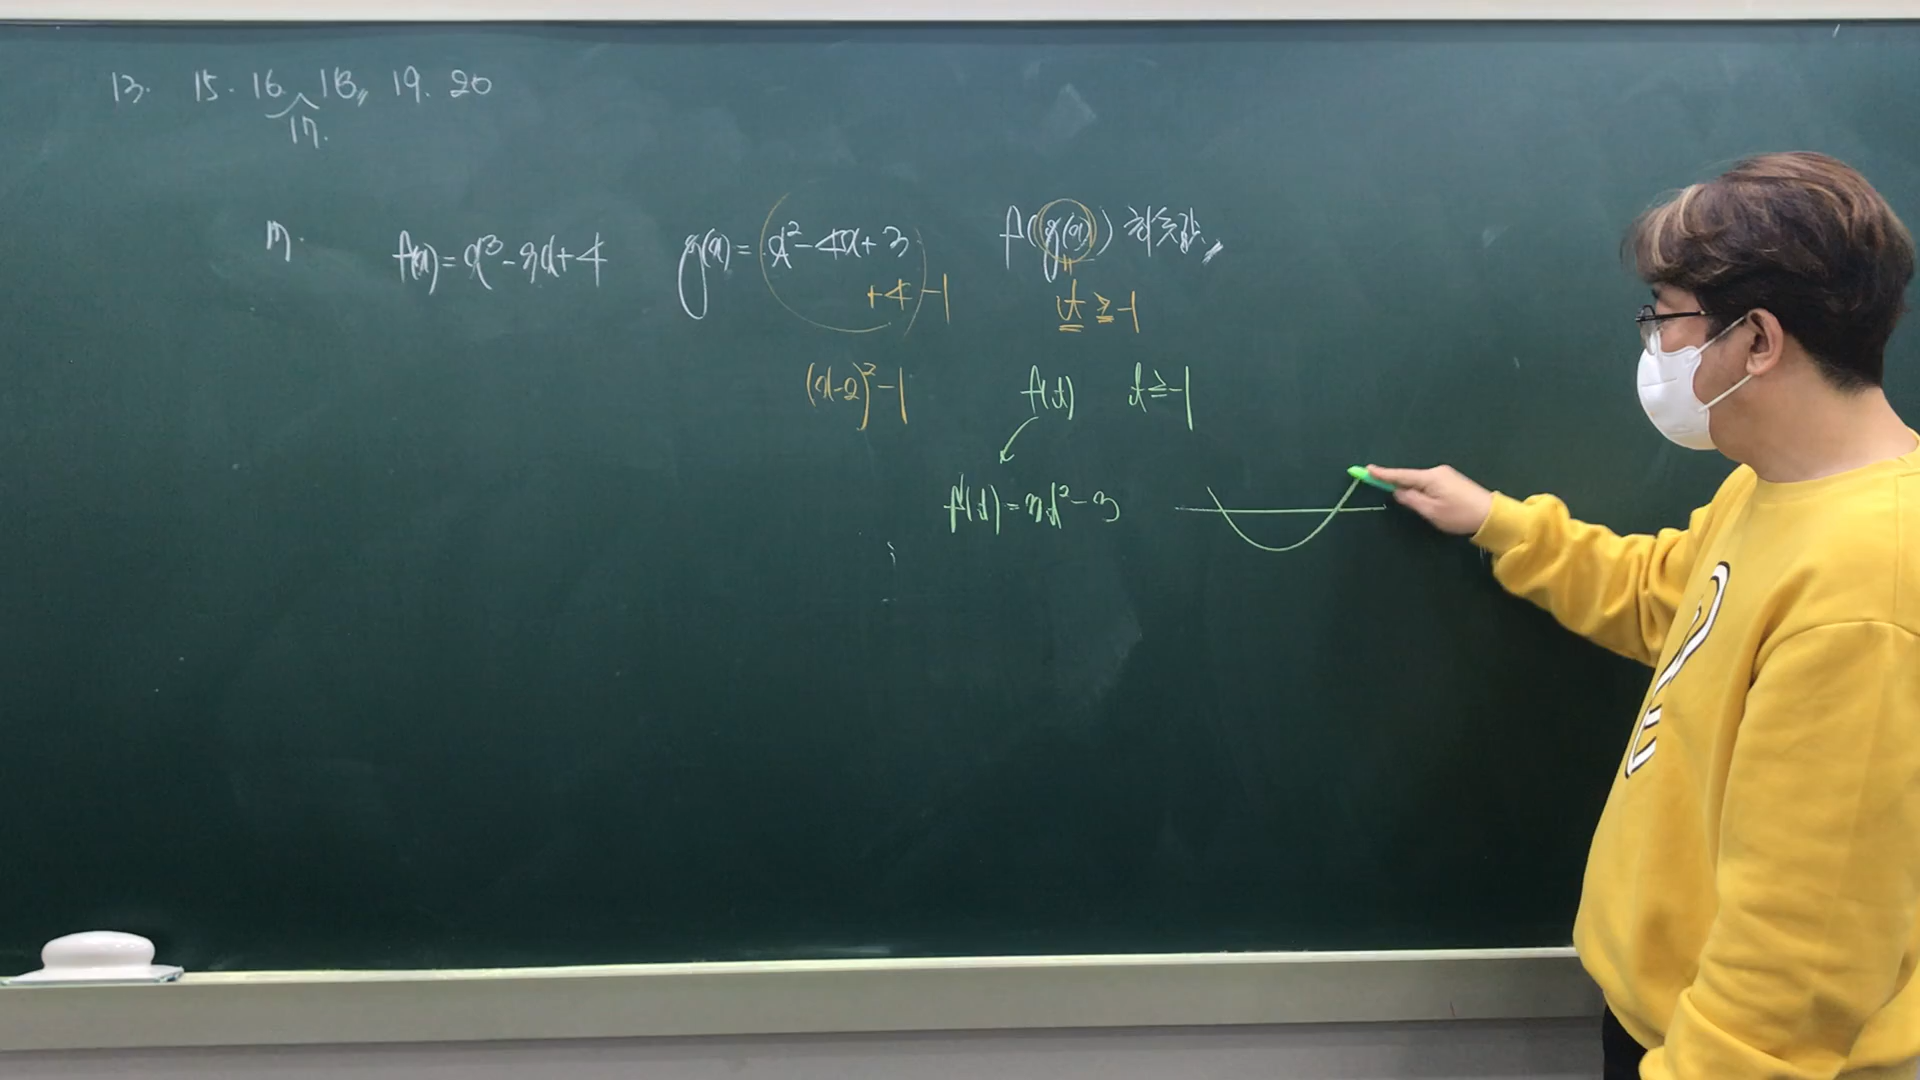 13. 15. 16. 18, 19. 20
17.
17. f(x)=x³-3x+4 g(x)=x²-4x+3 f(g(x)) 최솟값
+4-1 t≥-1
(x-2)²-1 f(t) t≥-1
f'(t)=3t²-3